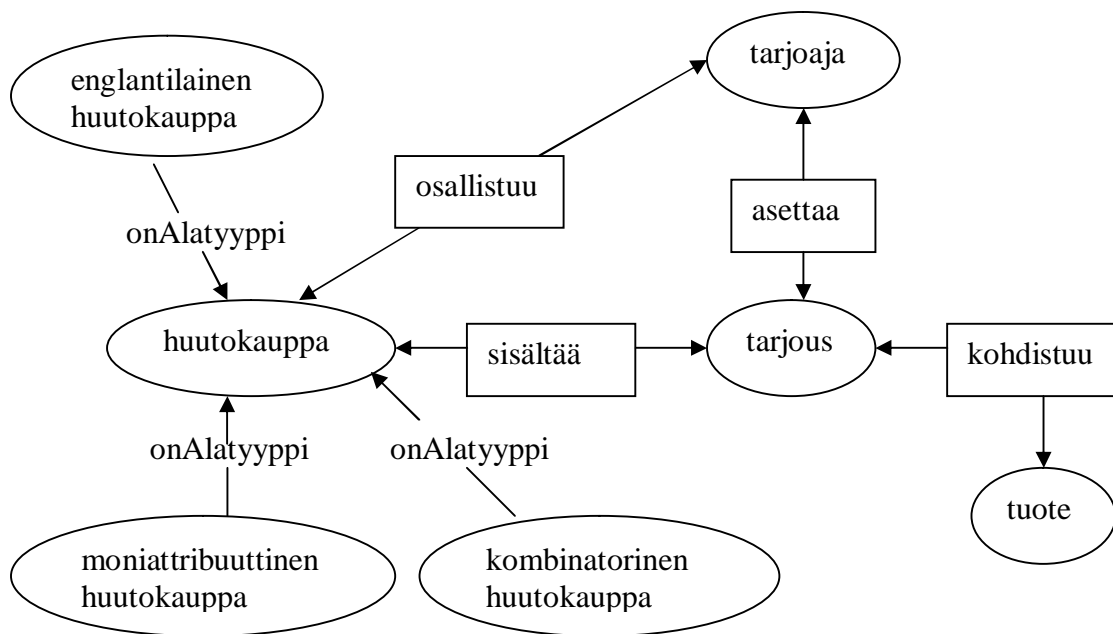 tarjoaja
englantilainen
huutokauppa
osallistuu
asettaa
onAlatyyppi
huutokauppa
sisältää
tarjous
kohdistuu
onAlatyyppi
onAlatyyppi
tuote
moniattribuuttinen
huutokauppa
kombinatorinen
huutokauppa